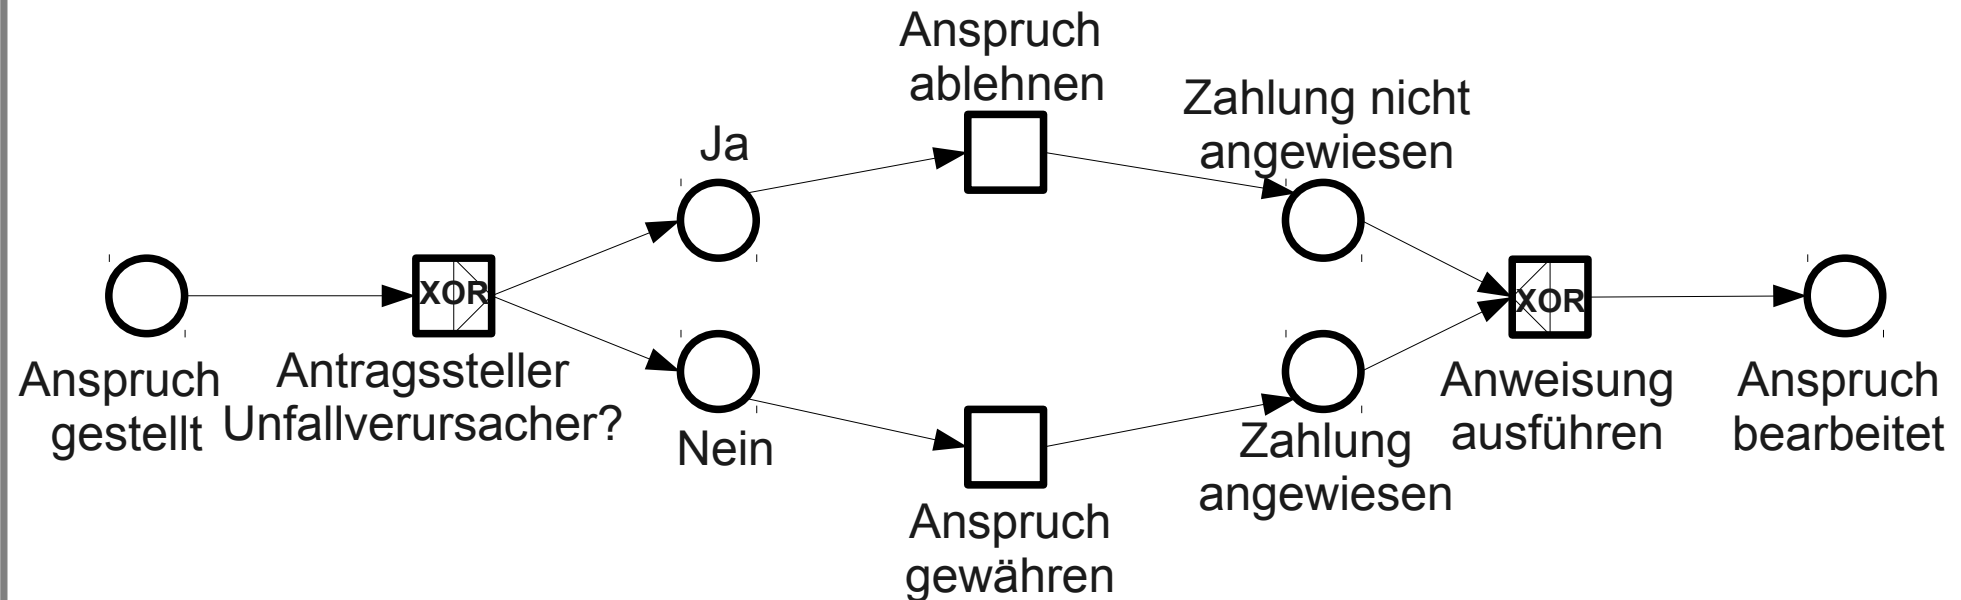 Anspruch
ablehnen
Zahlung nicht
angewiesen
Ja
XOR
XOR
Anspruch
gestellt
Antragssteller
Unfallverursacher?
Nein
Zahlung
angewiesen
Anweisung
ausführen
Anspruch
bearbeitet
Anspruch
gewähren